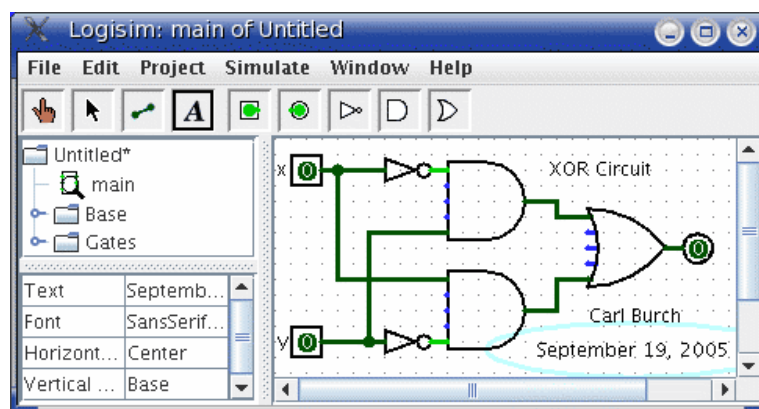 Logisim: main of Untitled
File Edit Project Simulate Window Help
A
Untitled*
main
Base
Gates
Text Septemb...
Font SansSerif...
Horizont... Center
Vertical ... Base
x 0
XOR Circuit
0
y 0
Carl Burch
September 19, 2005